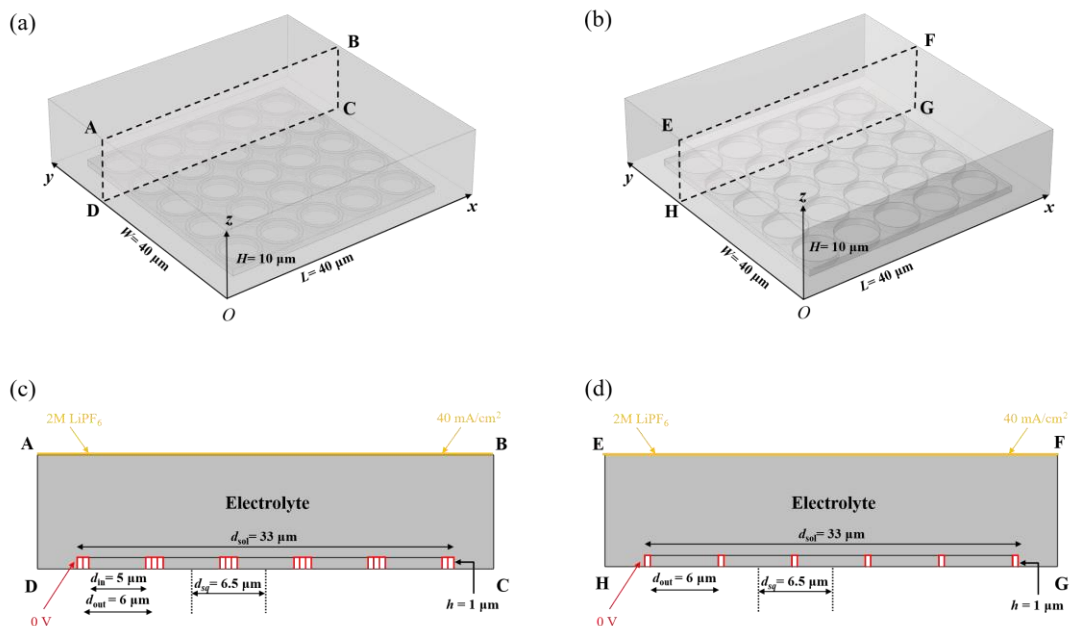 (a)
(b)
B
F
C
G
A
E
y
y
D
H
z
z
x
x
W= 40 μm
H= 10 μm
L= 40 μm
W= 40 μm
H= 10 μm
L= 40 μm
O
O
(c)
(d)
2M LiPF6
40 mA/cm2
2M LiPF6
40 mA/cm2
A
B
E
F
Electrolyte
Electrolyte
dsol= 33 μm
dsol= 33 μm
D
C
H
G
din= 5 μm
dsq= 6.5 μm
dout= 6 μm
dsq= 6.5 μm
dout= 6 μm
h= 1 μm
h= 1 μm
0 V
0 V